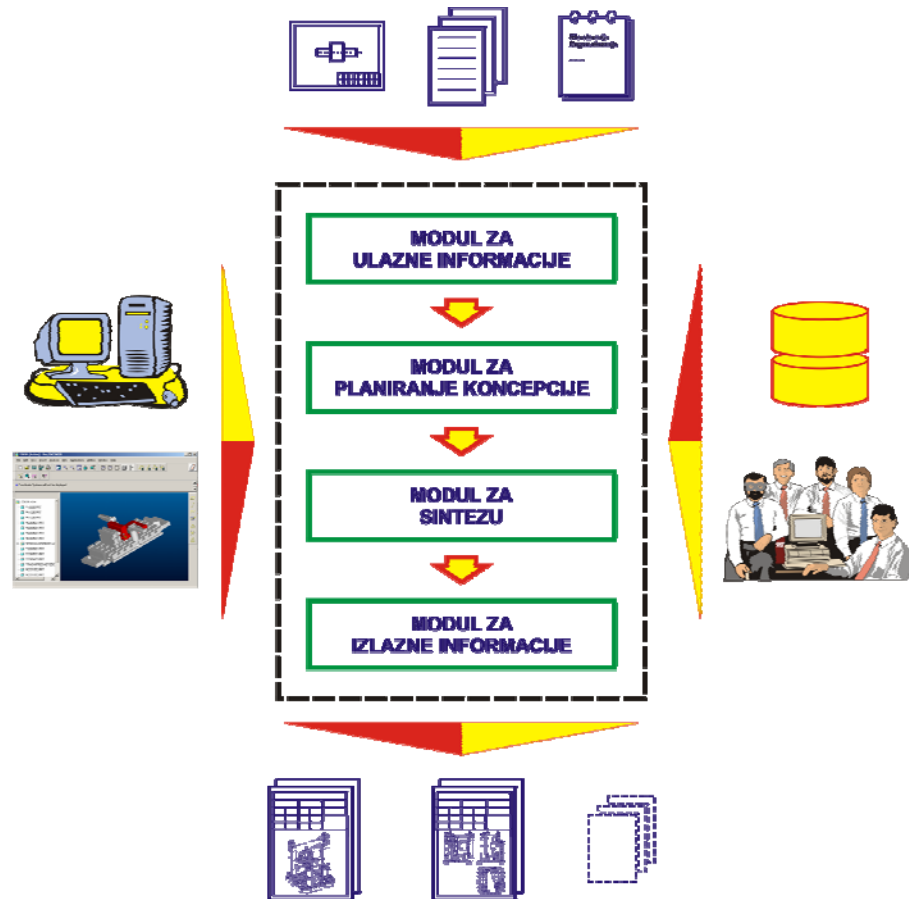 MODUL ZA
ULAZNE INFORMACIJE
MODUL ZA
PLANIRANJE KONCEPCIJE
MODUL ZA
SINTEZU
MODUL ZA
IZLAZNE INFORMACIJE